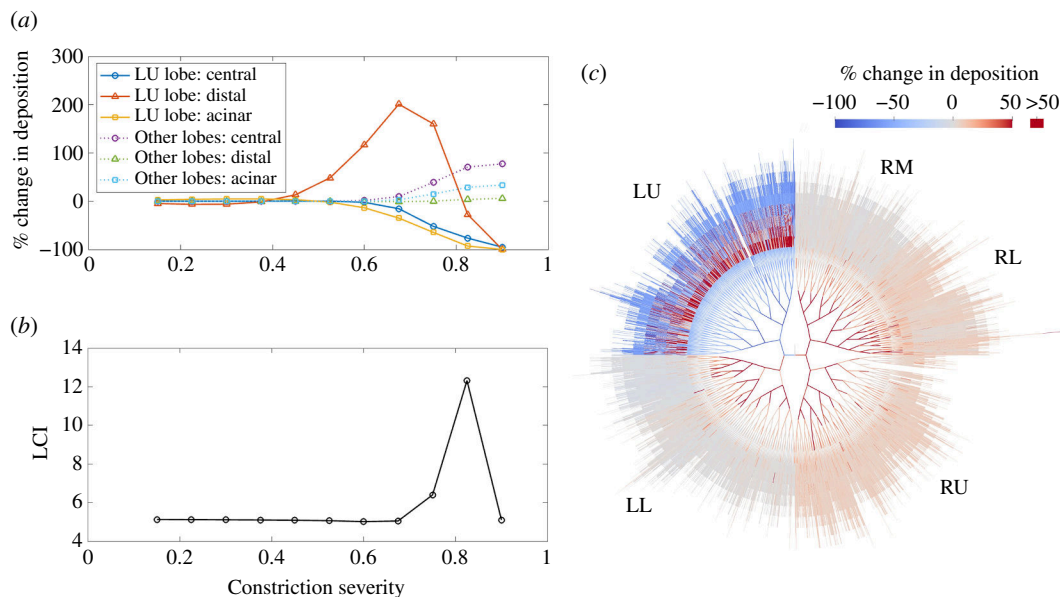 (a)
300
200
100
0
−100
% change in deposition
LU lobe: central
LU lobe: distal
LU lobe: acinar
Other lobes: central
Other lobes: distal
Other lobes: acinar
0 0.2 0.4 0.6 0.8 1
(b)
14
12
10
8
6
4
LCI
0 0.2 0.4 0.6 0.8 1
Constriction severity
(c)
% change in deposition
−100 −50 0 50 >50
LU
RM
RL
LL
RU